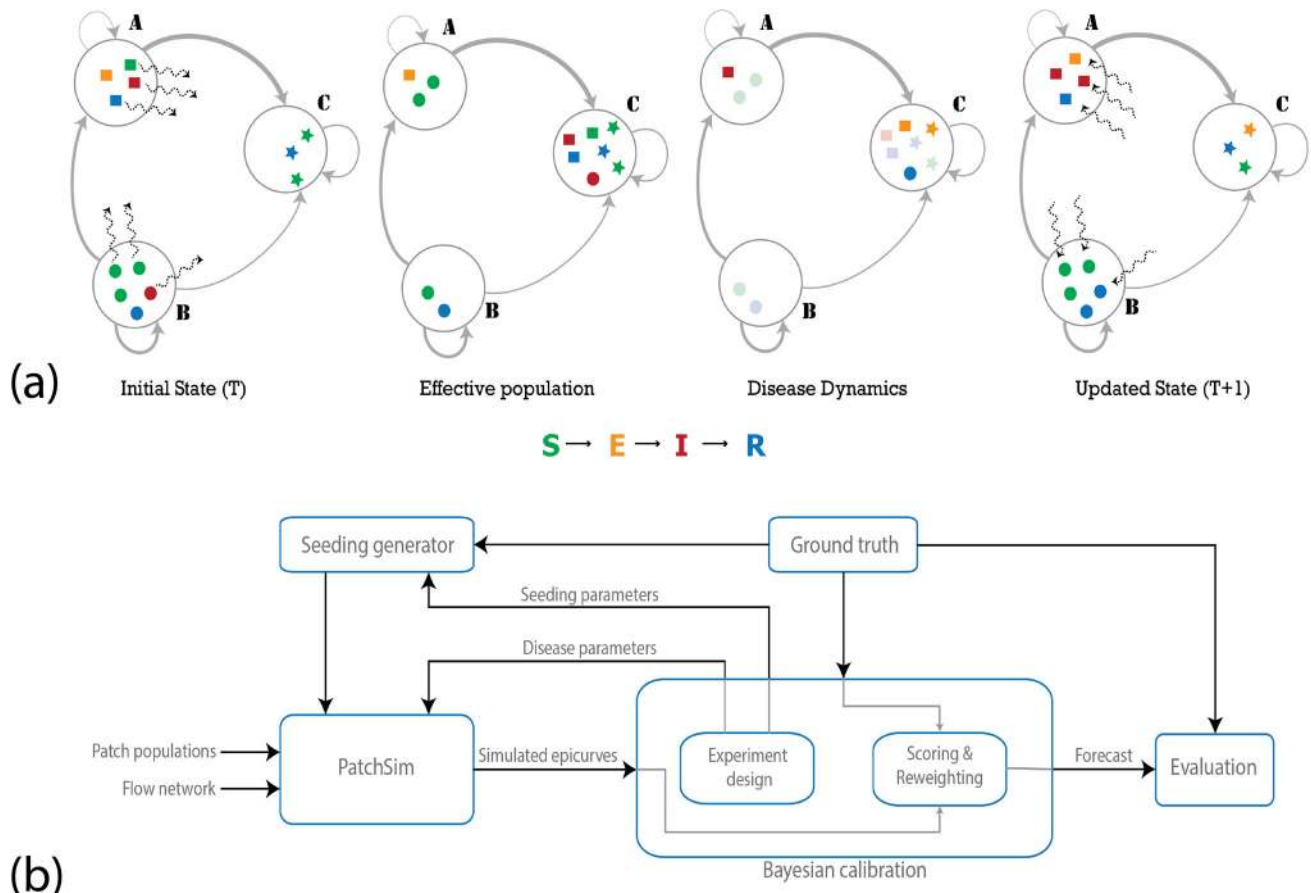 A
C
B
A
C
B
A
C
B
A
C
B
(a)
Initial State (T)
Effective population
Disease Dynamics
Updated State (T+1)
S → E → I → R
Seeding generator
Ground truth
Seeding parameters
Disease parameters
Patch populations
Flow network
PatchSim
Simulated epicurves
Experiment
design
Scoring &
Reweighting
Forecast
Evaluation
Bayesian calibration
(b)